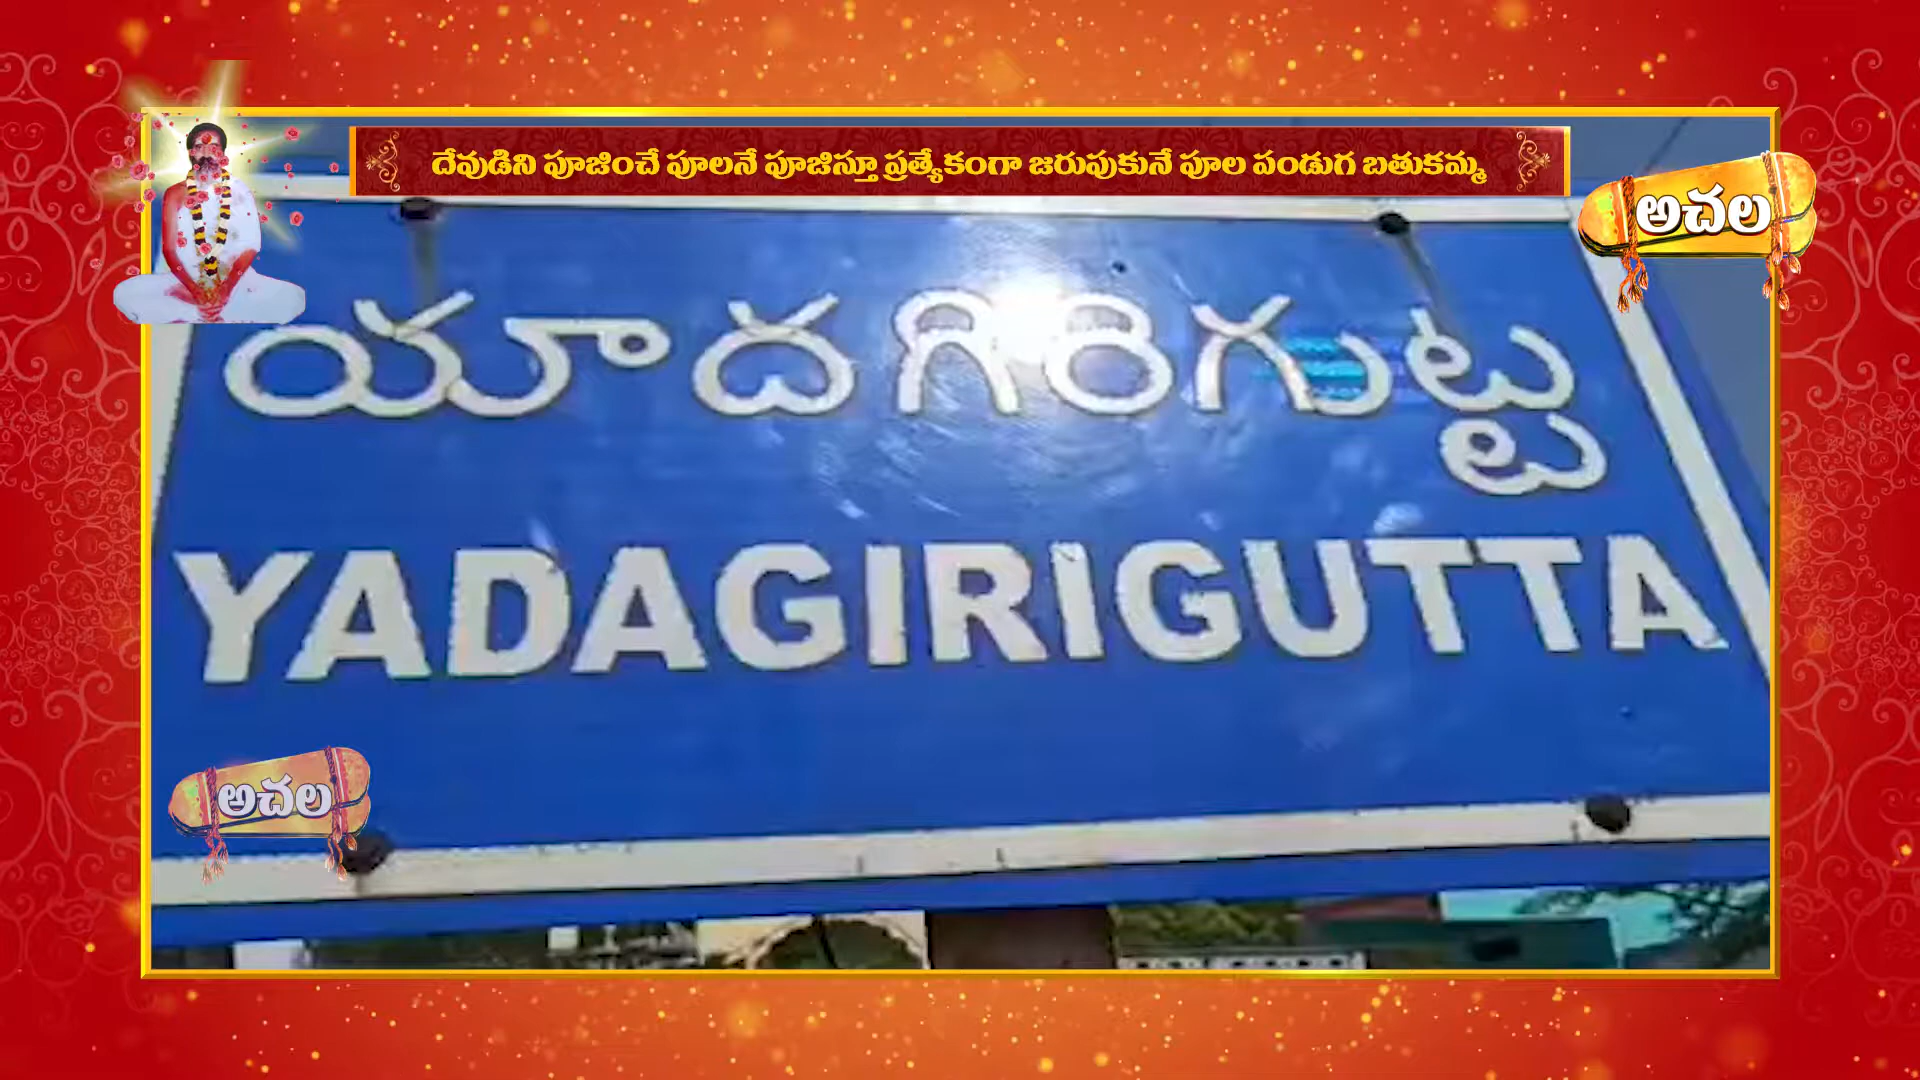 దేవుడిని పూజించే పూలనే పూజిస్తూ ప్రత్యేకంగా జరుపుకునే పూల పండుగ బతుకమ్మ
అచల
యాదగిరిగుట్ట
YADAGIRIGUTTA
అచల